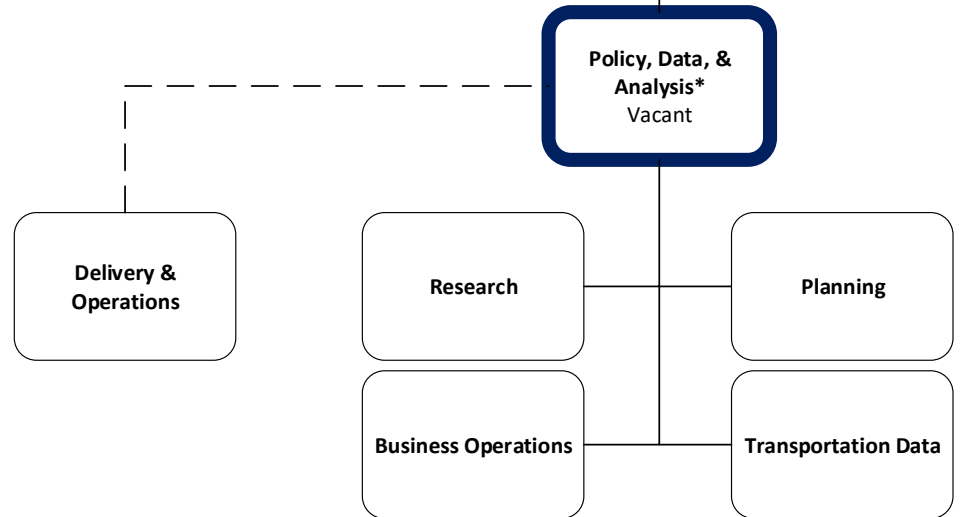 Policy, Data, &
Analysis*
Vacant
Delivery &
Operations
Research
Planning
Business Operations
Transportation Data